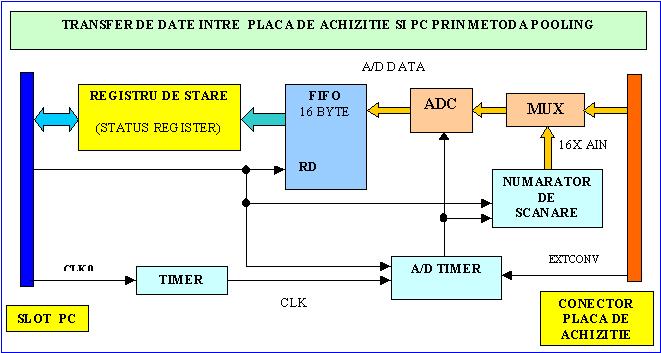 TRANSFER DE DATE INTRE PLACA DE ACHIZITIE SI PC PRIN METODA POOLING
A/D DATA
REGISTRU DE STARE
(STATUS REGISTER)
FIFO
16 BYTE
RD
ADC
MUX
16X AIN
NUMARATOR
DE
SCANARE
CLK0
TIMER
CLK
A/D TIMER
EXTCONV
SLOT PC
CONECTOR
PLACA DE
ACHIZITIE